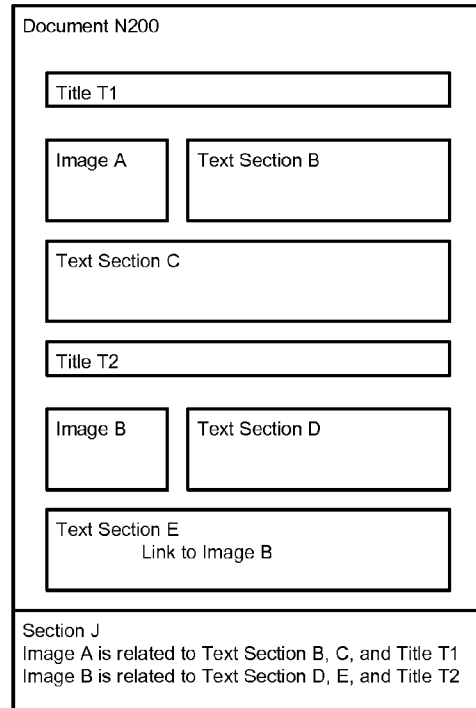 Document N200
Title T1
Image A
Text Section B
Text Section C
Title T2
Image B
Text Section D
Text Section E
Link to Image B
Section J
Image A is related to Text Section B, C, and Title T1
Image B is related to Text Section D, E, and Title T2